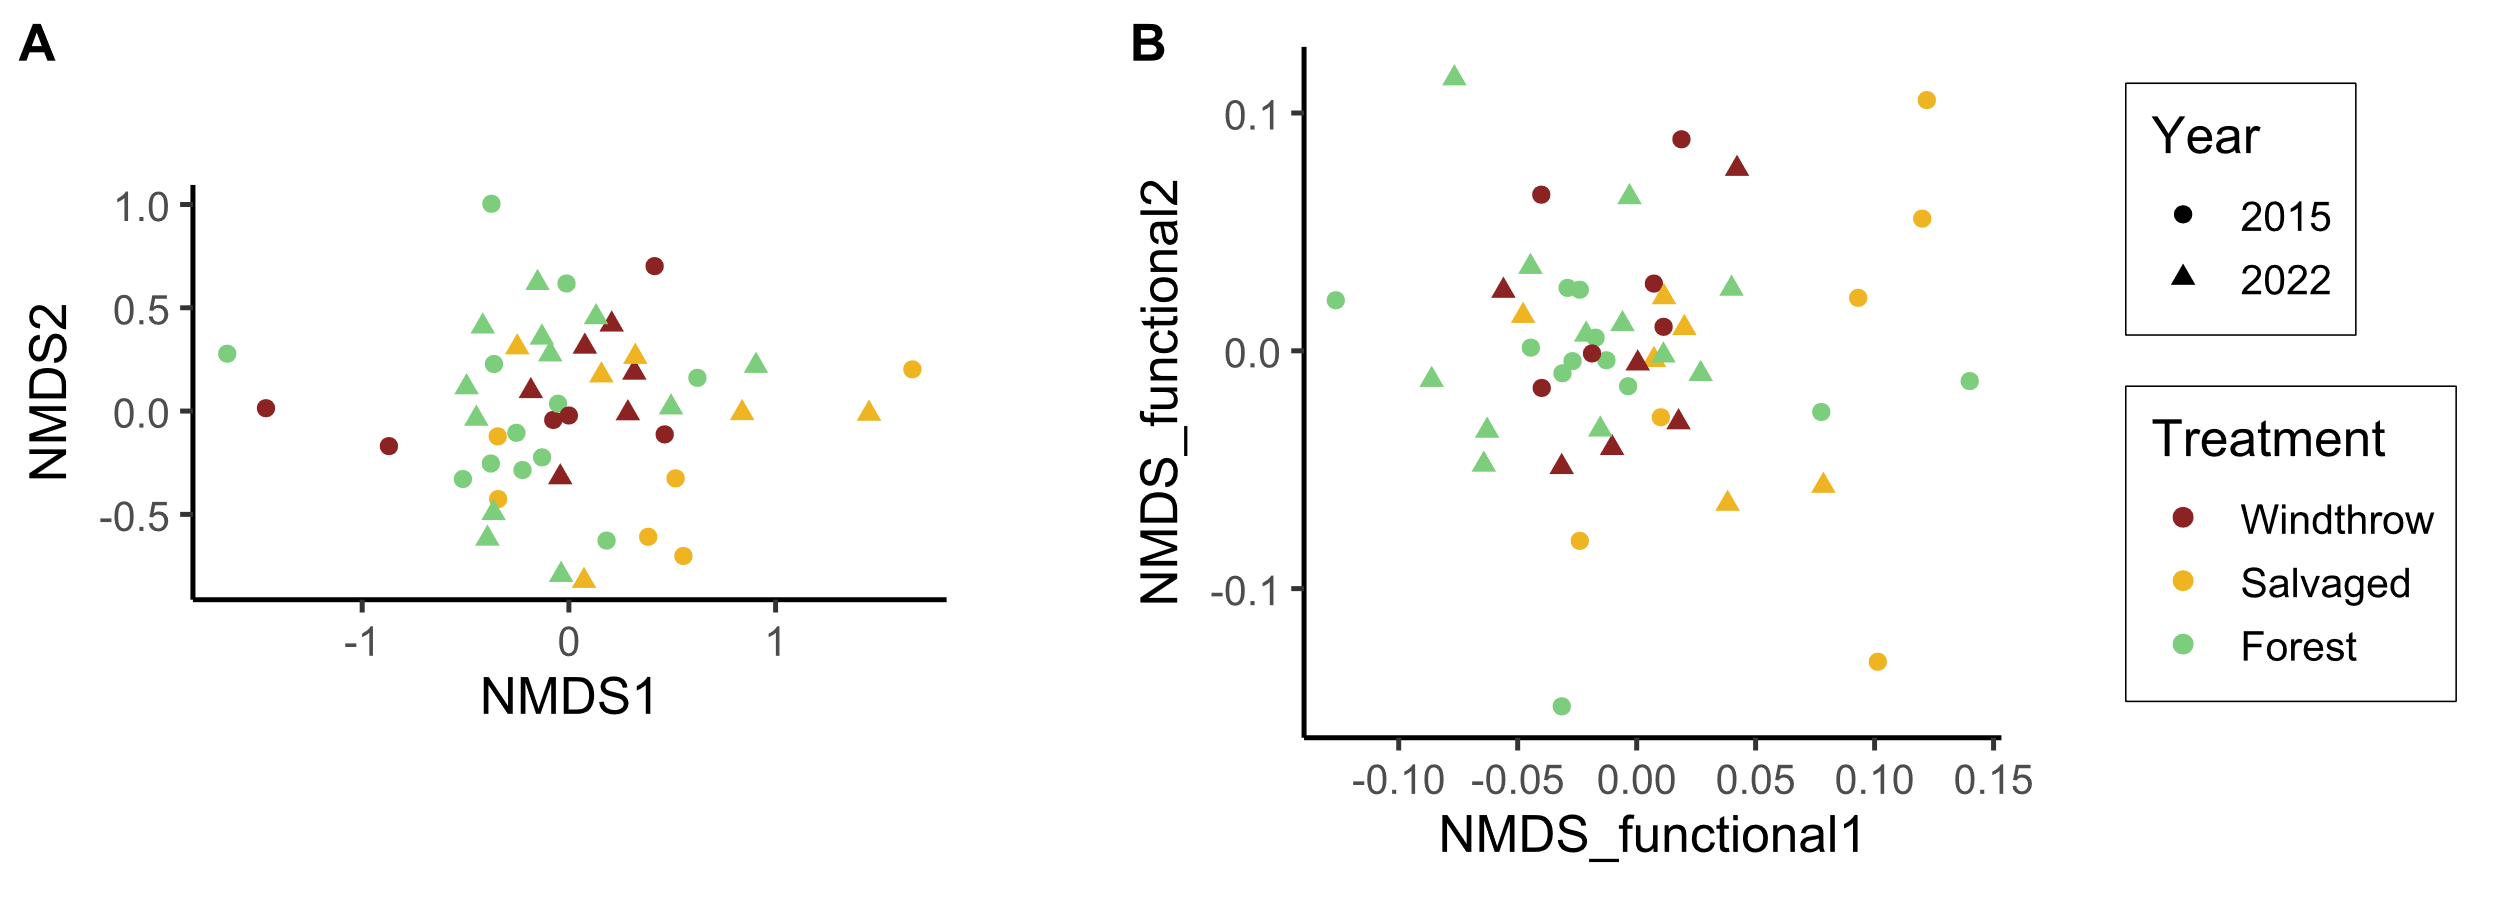 A
1.0
0.5
0.0
-0.5
NMDS2
-1
0
1
NMDS1
B
0.1
0.0
-0.1
NMDS_functional2
-0.10
-0.05
0.00
0.05
0.10
0.15
NMDS_functional1
Year
2015
2022
Treatment
Windthrow
Salvaged
Forest